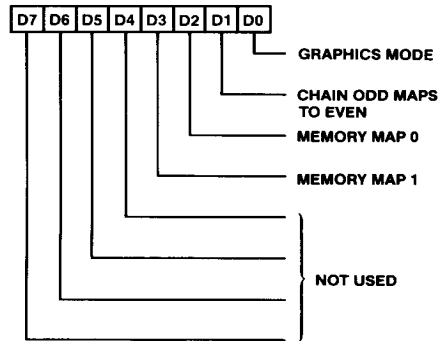 D7 D6 D5 D4 D3 D2 D1 D0
GRAPHICS MODE
CHAIN ODD MAPS
TO EVEN
MEMORY MAP 0
MEMORY MAP 1
NOT USED